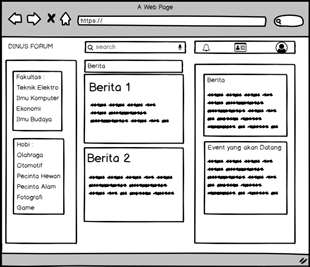 A Web Page
https://
DINUS FORUM
search
Fakultas :
Teknik Elektro
Ilmu Komputer
Ekonomi
Ilmu Budaya
Hobi :
Olahraga
Otomotif
Pecinta Hewan
Pecinta Alam
Fotografi
Game
Berita
Berita 1
Berita 2
Berita
Event yang akan Datang